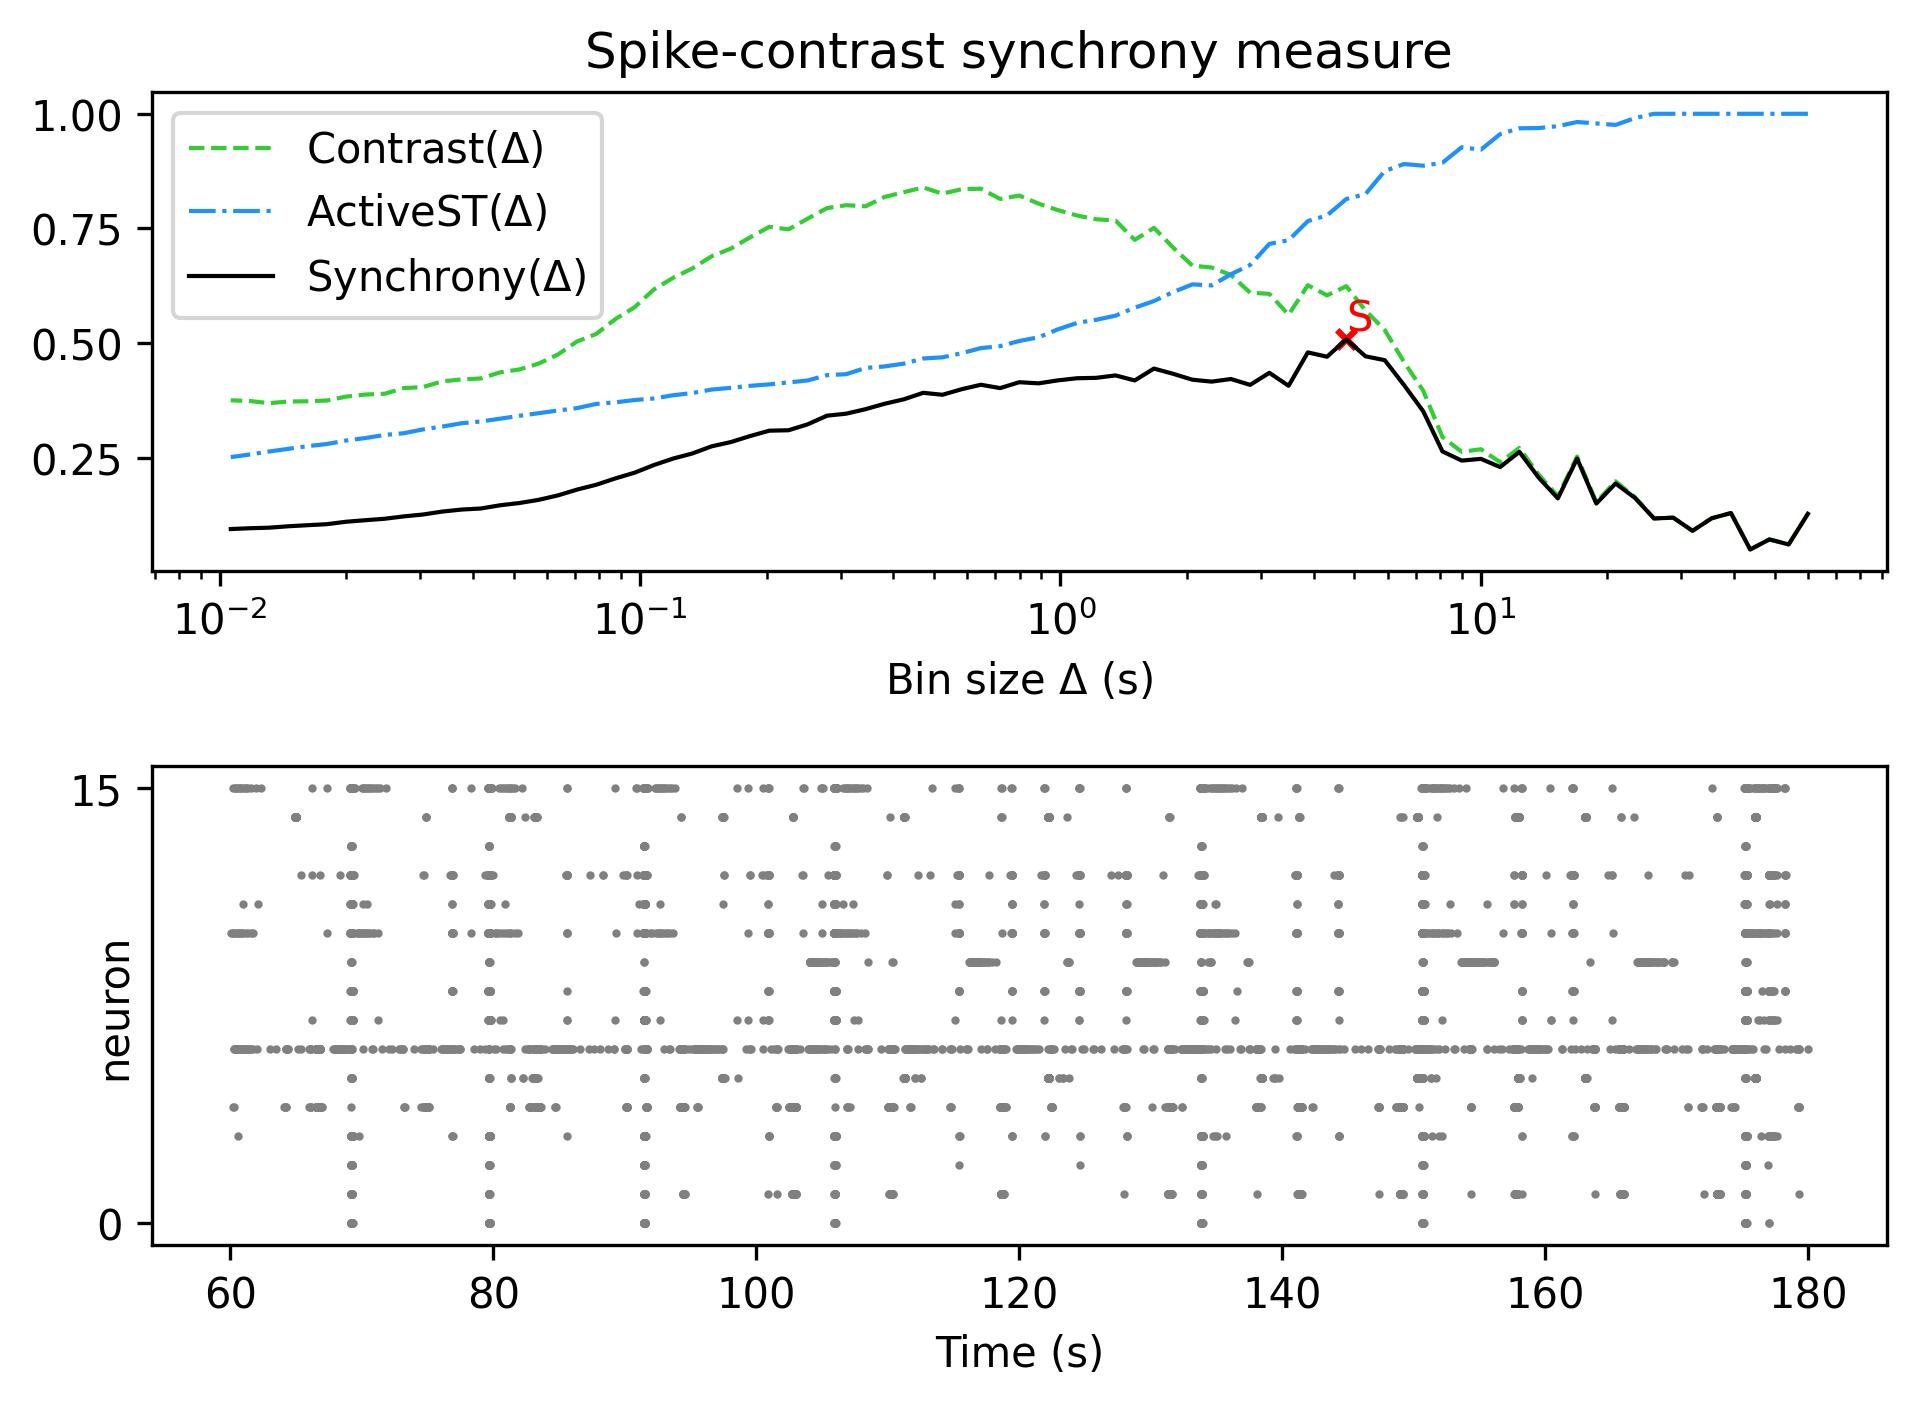 Spike-contrast synchrony measure
1.00
0.75
0.50
0.25
Contrast(Δ)
ActiveST(Δ)
Synchrony(Δ)
S
10⁻² 10⁻¹ 10⁰ 10¹
Bin size Δ (s)
15
0
neuron
60 80 100 120 140 160 180
Time (s)